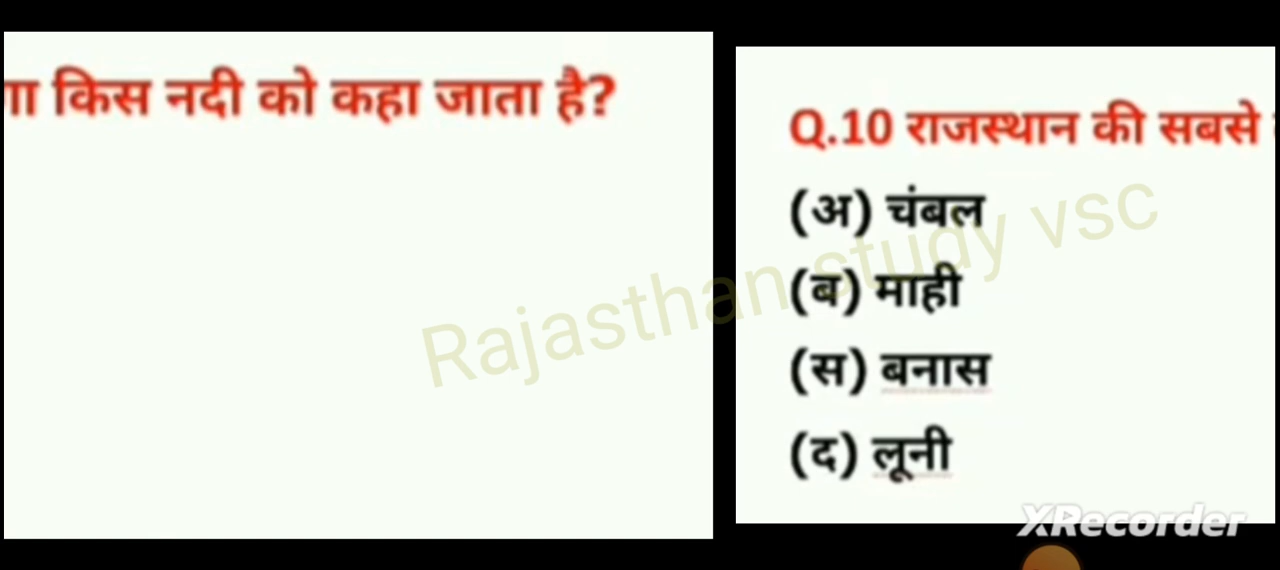 गा किस नदी को कहा जाता है?
Q.10 राजस्थान की सबसे
(अ) चंबल
(ब) माही
(स) बनास
(द) लूनी
Rajasthan study vsc
XRecorder